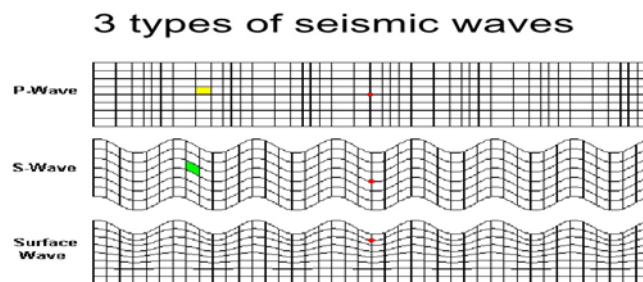 3 types of seismic waves
P-Wave
S-Wave
Surface
Wave